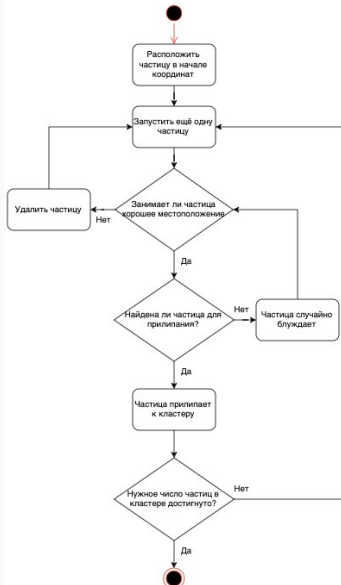 Расположить
частицу в начале
координат
Запустить ещё одну
частицу
Занимает ли частица
хорошее местоположение
Удалить частицу
Нет
Да
Найдена ли частица для
прилипания?
Нет
Частица случайно
блуждает
Да
Частица прилипает
к кластеру
Нужное число частиц в
кластере достигнуто?
Нет
Да